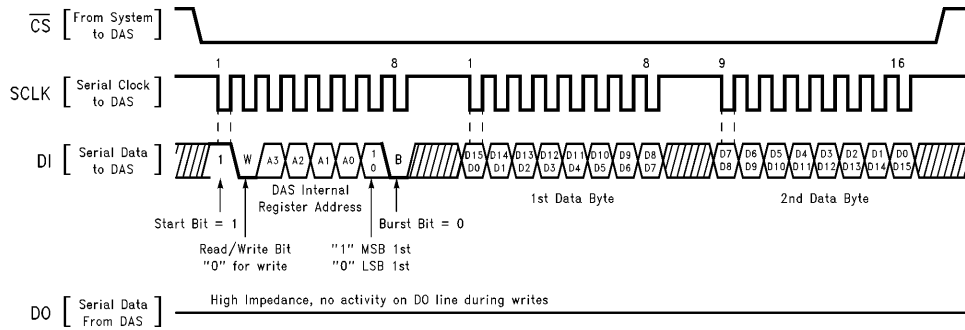 CS [ From System
to DAS ]
1 8 1 8 9 16
SCLK [ Serial Clock
to DAS ]
DI [ Serial Data
to DAS ]
1 W A3 A2 A1 A0 1 B D15 D14 D13 D12 D11 D10 D9 D8 D7 D6 D5 D4 D3 D2 D1 D0
0 D0 D1 D2 D3 D4 D5 D6 D7 D8 D9 D10 D11 D12 D13 D14 D15
DAS Internal
Register Address
1st Data Byte 2nd Data Byte
Start Bit = 1 Burst Bit = 0
Read/Write Bit "1" MSB 1st
"0" for write "0" LSB 1st
High Impedance, no activity on DO line during writes
DO [ Serial Data
From DAS ]